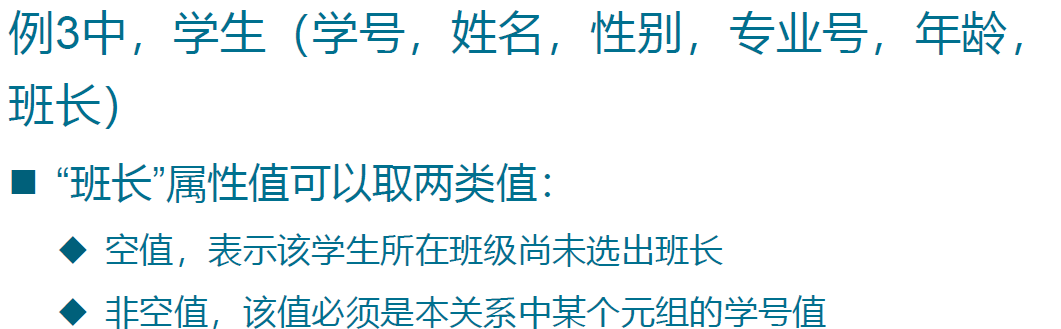 例3中，学生（学号，姓名，性别，专业号，年龄，
班长）
■ “班长”属性值可以取两类值：
◆ 空值，表示该学生所在班级尚未选出班长
◆ 非空值，该值必须是本关系中某个元组的学号值